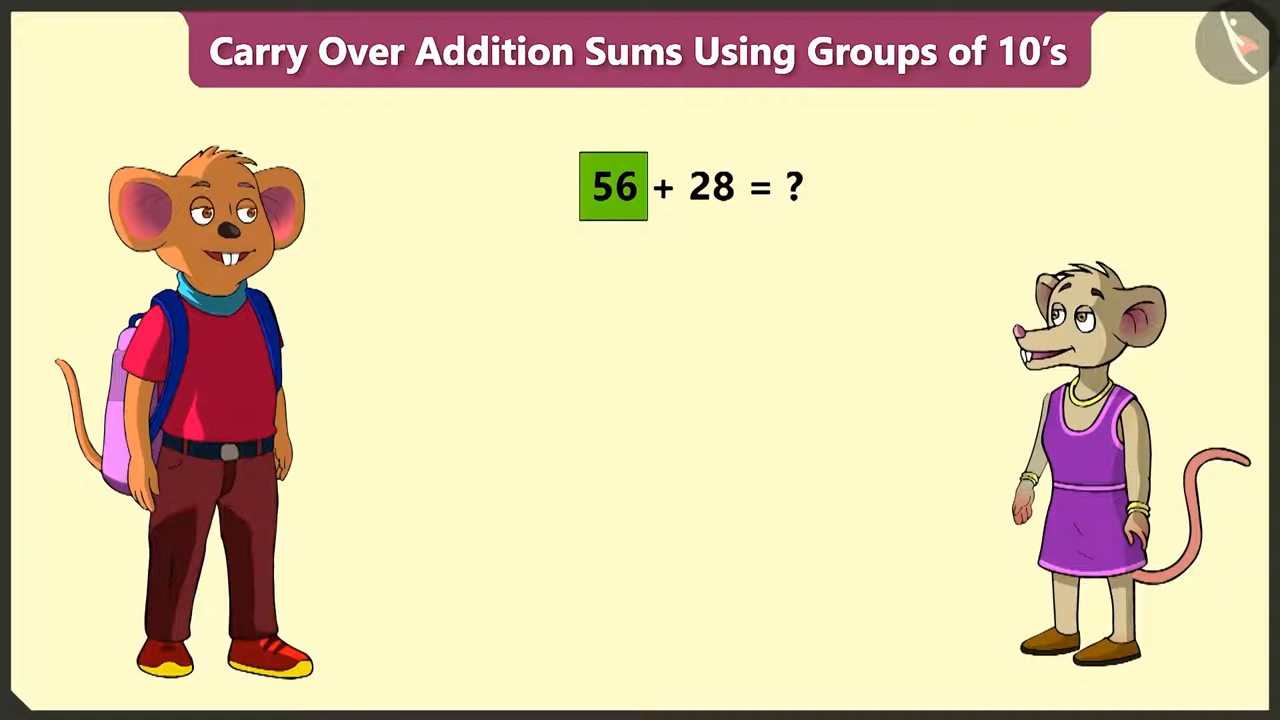 Carry Over Addition Sums Using Groups of 10’s
56 + 28 = ?